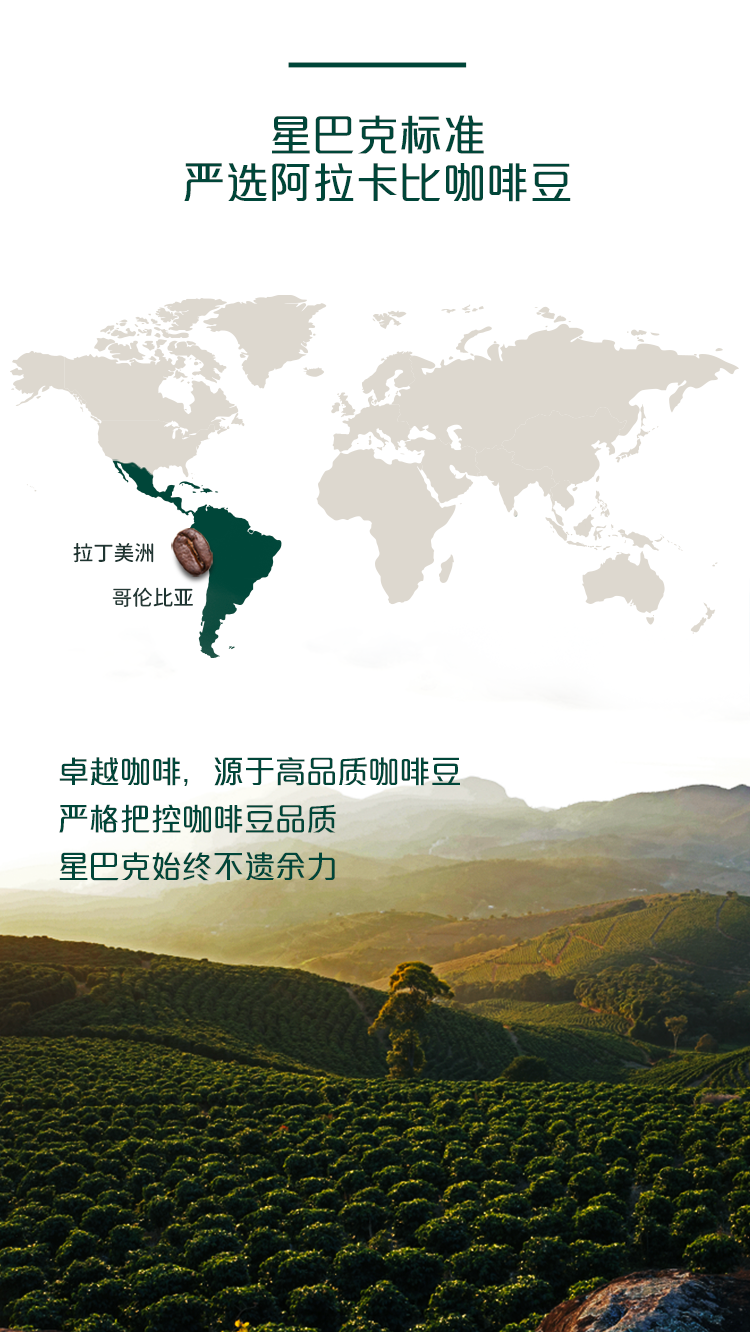 星巴克标准
严选阿拉卡比咖啡豆
拉丁美洲
哥伦比亚
卓越咖啡，源于高品质咖啡豆
严格把控咖啡豆品质
星巴克始终不遗余力